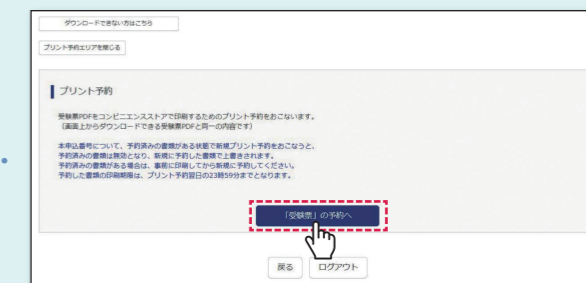 ダウンロードできない方はこちら
プリント予約エリアを閉じる
プリント予約
受験票PDFをコンビニエンスストアで印刷するためのプリント予約をおこないます。
（画面上からダウンロードできる受験票PDFと同一の内容です）
本申込番号について、予約済みの書類がある状態で新規プリント予約をおこなうと、
予約済みの書類は無効となり、新規に予約した書類で上書きされます。
予約済みの書類がある場合は、事前に印刷してから新規に予約してください。
予約した書類の印刷期限は、プリント予約翌日の23時59分までとなります。
「受験票」の予約へ
戻る ログアウト